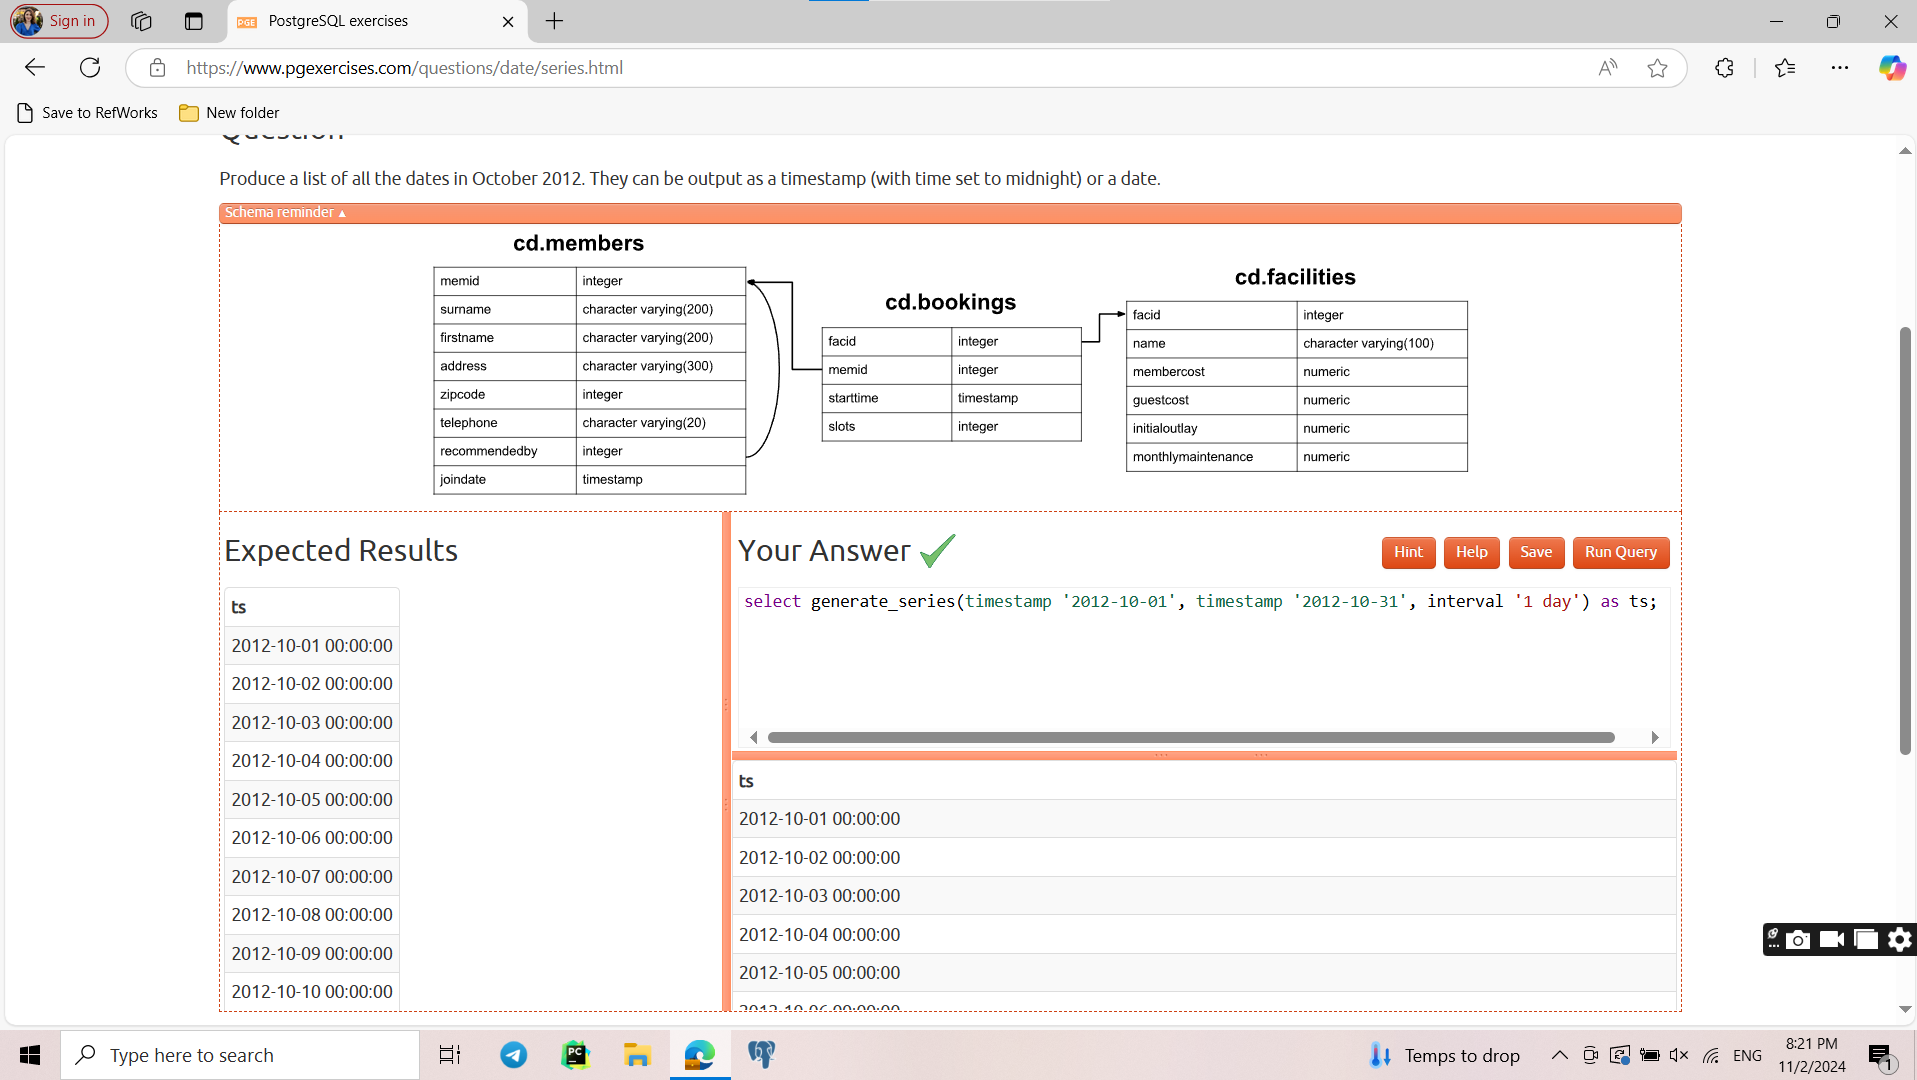 Sign in
PGE
PostgreSQL exercises
https://www.pgexercises.com/questions/date/series.html
Save to RefWorks
New folder
Question
Produce a list of all the dates in October 2012. They can be output as a timestamp (with time set to midnight) or a date.
Schema reminder ▲
cd.members
memid integer
surname character varying(200)
firstname character varying(200)
address character varying(300)
zipcode integer
telephone character varying(20)
recommendedby integer
joindate timestamp
cd.bookings
facid integer
memid integer
starttime timestamp
slots integer
cd.facilities
facid integer
name character varying(100)
membercost numeric
guestcost numeric
initialoutlay numeric
monthlymaintenance numeric
Expected Results
ts
2012-10-01 00:00:00
2012-10-02 00:00:00
2012-10-03 00:00:00
2012-10-04 00:00:00
2012-10-05 00:00:00
2012-10-06 00:00:00
2012-10-07 00:00:00
2012-10-08 00:00:00
2012-10-09 00:00:00
2012-10-10 00:00:00
Your Answer
Hint
Help
Save
Run Query
select generate_series(timestamp '2012-10-01', timestamp '2012-10-31', interval '1 day') as ts;
ts
2012-10-01 00:00:00
2012-10-02 00:00:00
2012-10-03 00:00:00
2012-10-04 00:00:00
2012-10-05 00:00:00
2012-10-06 00:00:00
Type here to search
PC
Temps to drop
ENG
8:21 PM
11/2/2024
1